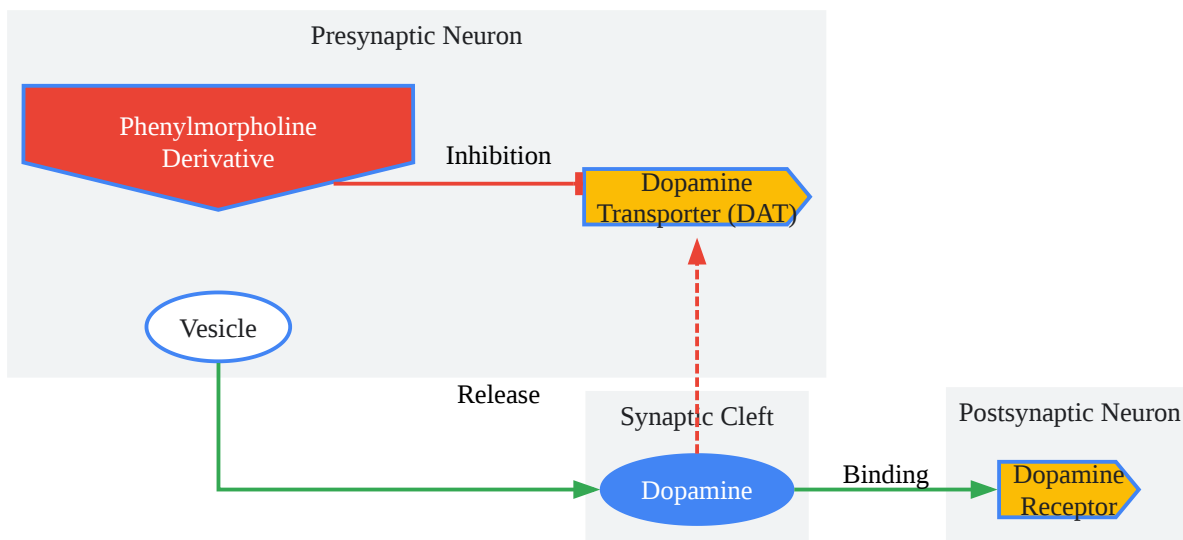 Presynaptic Neuron
Phenylmorpholine
Derivative
Inhibition
Dopamine
Transporter (DAT)
Vesicle
Release
Synaptic Cleft
Postsynaptic Neuron
Dopamine
Binding
Dopamine
Receptor